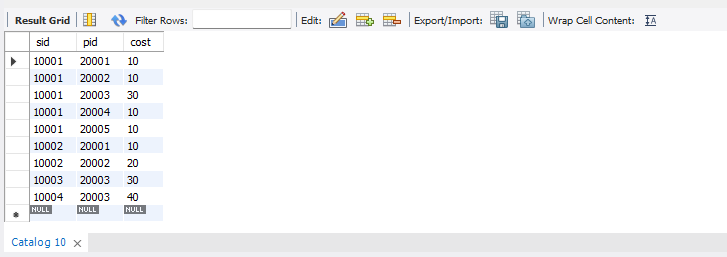 Result Grid Filter Rows: Edit: Export/Import: Wrap Cell Content: IA
sid pid cost
10001 20001 10
10001 20002 10
10001 20003 30
10001 20004 10
10001 20005 10
10002 20001 10
10002 20002 20
10003 20003 30
10004 20003 40
NULL NULL NULL
Catalog 10